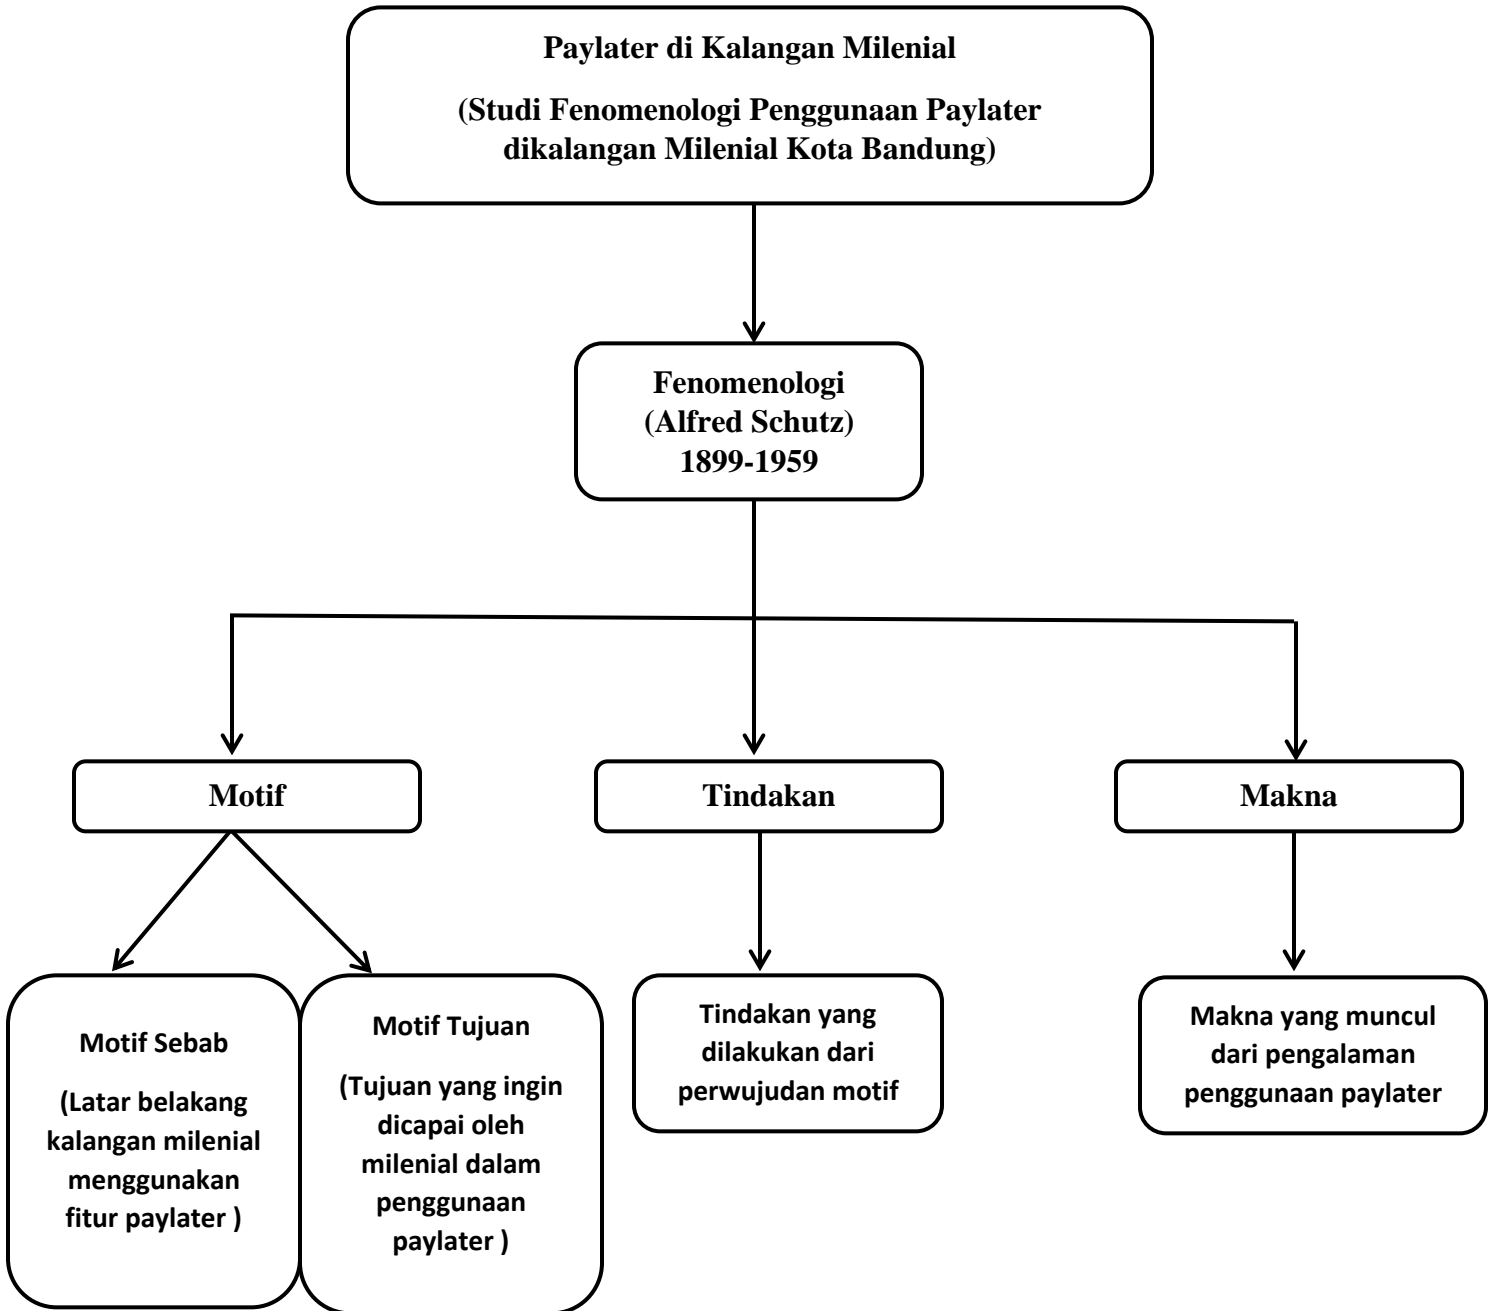 Paylater di Kalangan Milenial
(Studi Fenomenologi Penggunaan Paylater
dikalangan Milenial Kota Bandung)
Fenomenologi
(Alfred Schutz)
1899-1959
Motif
Tindakan
Makna
Motif Sebab
(Latar belakang
kalangan milenial
menggunakan
fitur paylater )
Motif Tujuan
(Tujuan yang ingin
dicapai oleh
milenial dalam
penggunaan
paylater )
Tindakan yang
dilakukan dari
perwujudan motif
Makna yang muncul
dari pengalaman
penggunaan paylater